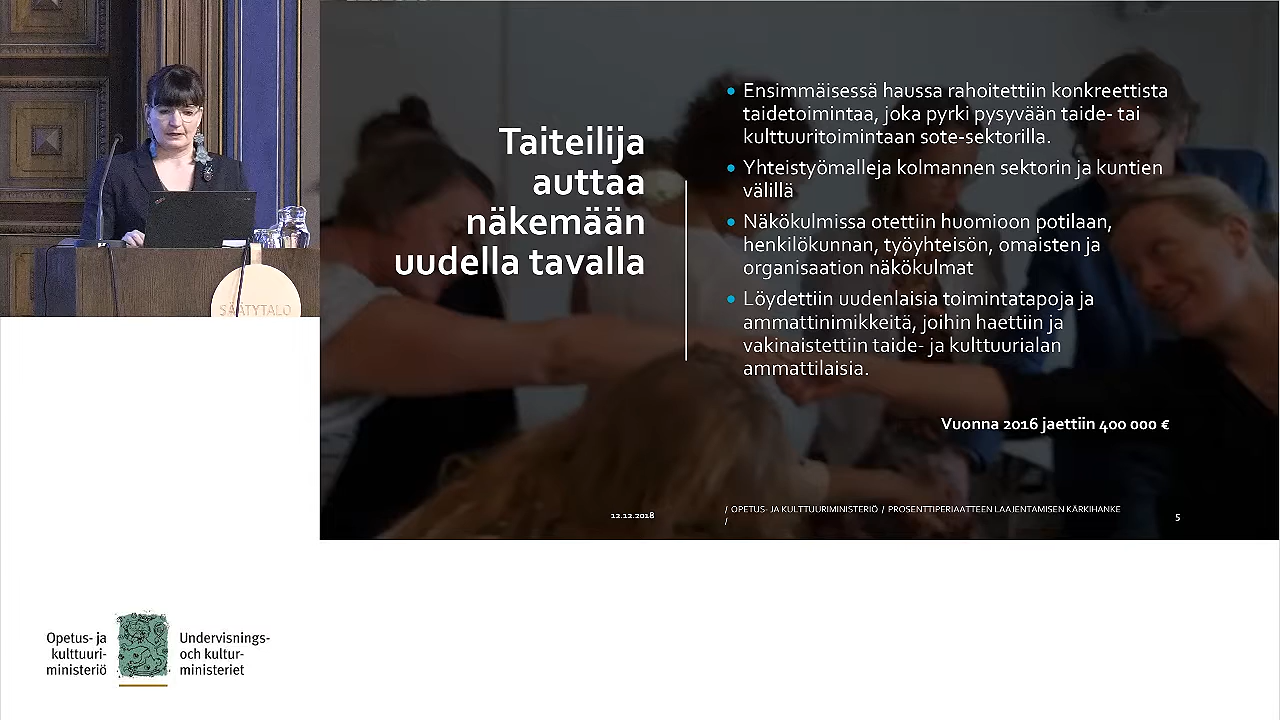 SÄÄTYTALO
Taiteilija
auttaa
näkemään
uudella tavalla
• Ensimmäisessä haussa rahoitettiin konkreettista
taidetoimintaa, joka pyrki pysyvään taide- tai
kulttuuritoimintaan sote-sektorilla.
• Yhteistyömalleja kolmannen sektorin ja kuntien
välillä
• Näkökulmissa otettiin huomioon potilaan,
henkilökunnan, työyhteisön, omaisten ja
organisaation näkökulmat
• Löydettiin uudenlaisia toimintatapoja ja
ammattinimikkeitä, joihin haettiin ja
vakinaistettiin taide- ja kulttuurialan
ammattilaisia.
Vuonna 2016 jaettiin 400 000 €
12.12.2018
/ OPETUS- JA KULTTUURIMINISTERIÖ / PROSENTTIPERIAATTEEN LAAJENTAMISEN KÄRKIHANKE
/
5
Opetus- ja
kulttuuri-
ministeriö
Undervisnings-
och kultur-
ministeriet